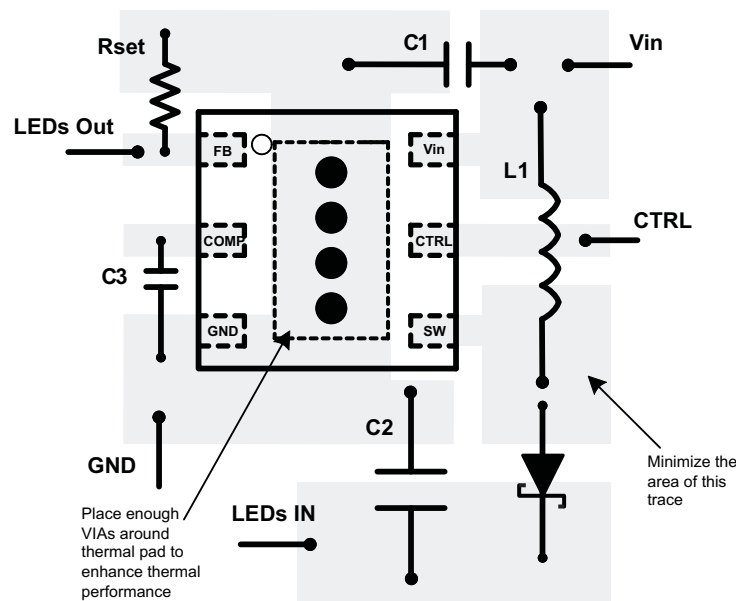 C1
Rset
Vin
LEDs Out
FB
Vin
L1
COMP
CTRL
CTRL
C3
GND
SW
C2
GND
Minimize the
area of this
trace
LEDs IN
Place enough
VIAs around
thermal pad to
enhance thermal
performance